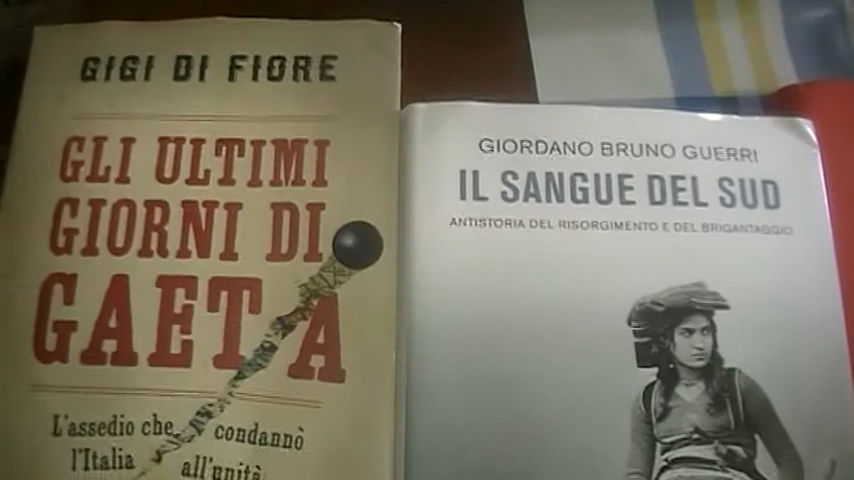 GIGI DI FIORE
GLI ULTIMI
GIORNI DI
GAETA
L'assedio che condannò
l'Italia all'unità
GIORDANO BRUNO GUERRI
IL SANGUE DEL SUD
ANTISTORIA DEL RISORGIMENTO E DEL BRIGANTAGGIO